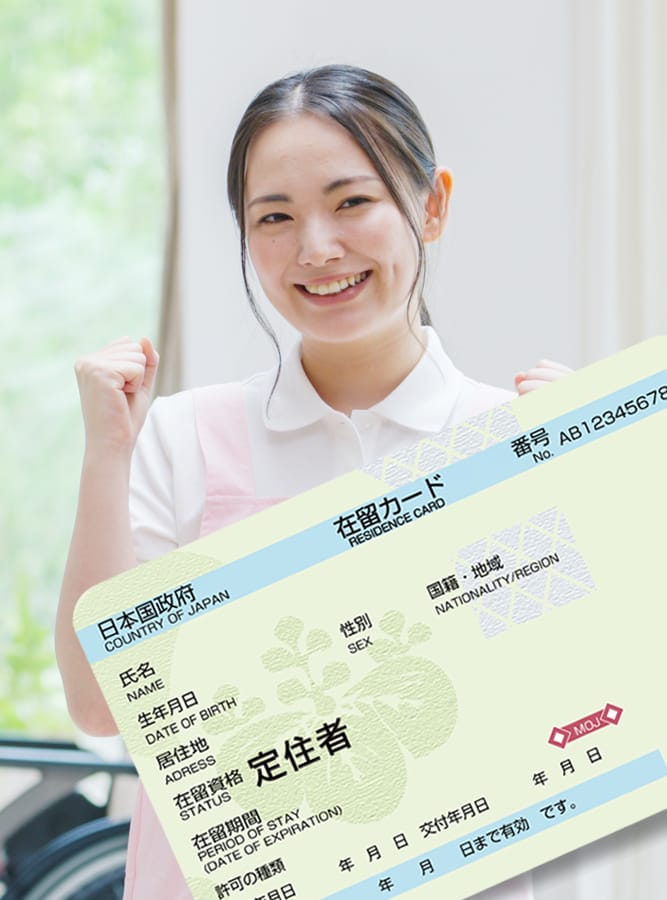 日本国政府
COUNTRY OF JAPAN
在留カード
RESIDENCE CARD
番号
No. AB12345678
氏名
NAME
性別
SEX
国籍・地域
NATIONALITY/REGION
生年月日
DATE OF BIRTH
居住地
ADRESS
在留資格 定住者
STATUS
在留期間
PERIOD OF STAY
(DATE OF EXPIRATION)
MOJ
許可の種類
年 月 日 交付年月日 年 月 日
年月日
年 月 日まで有効 です。